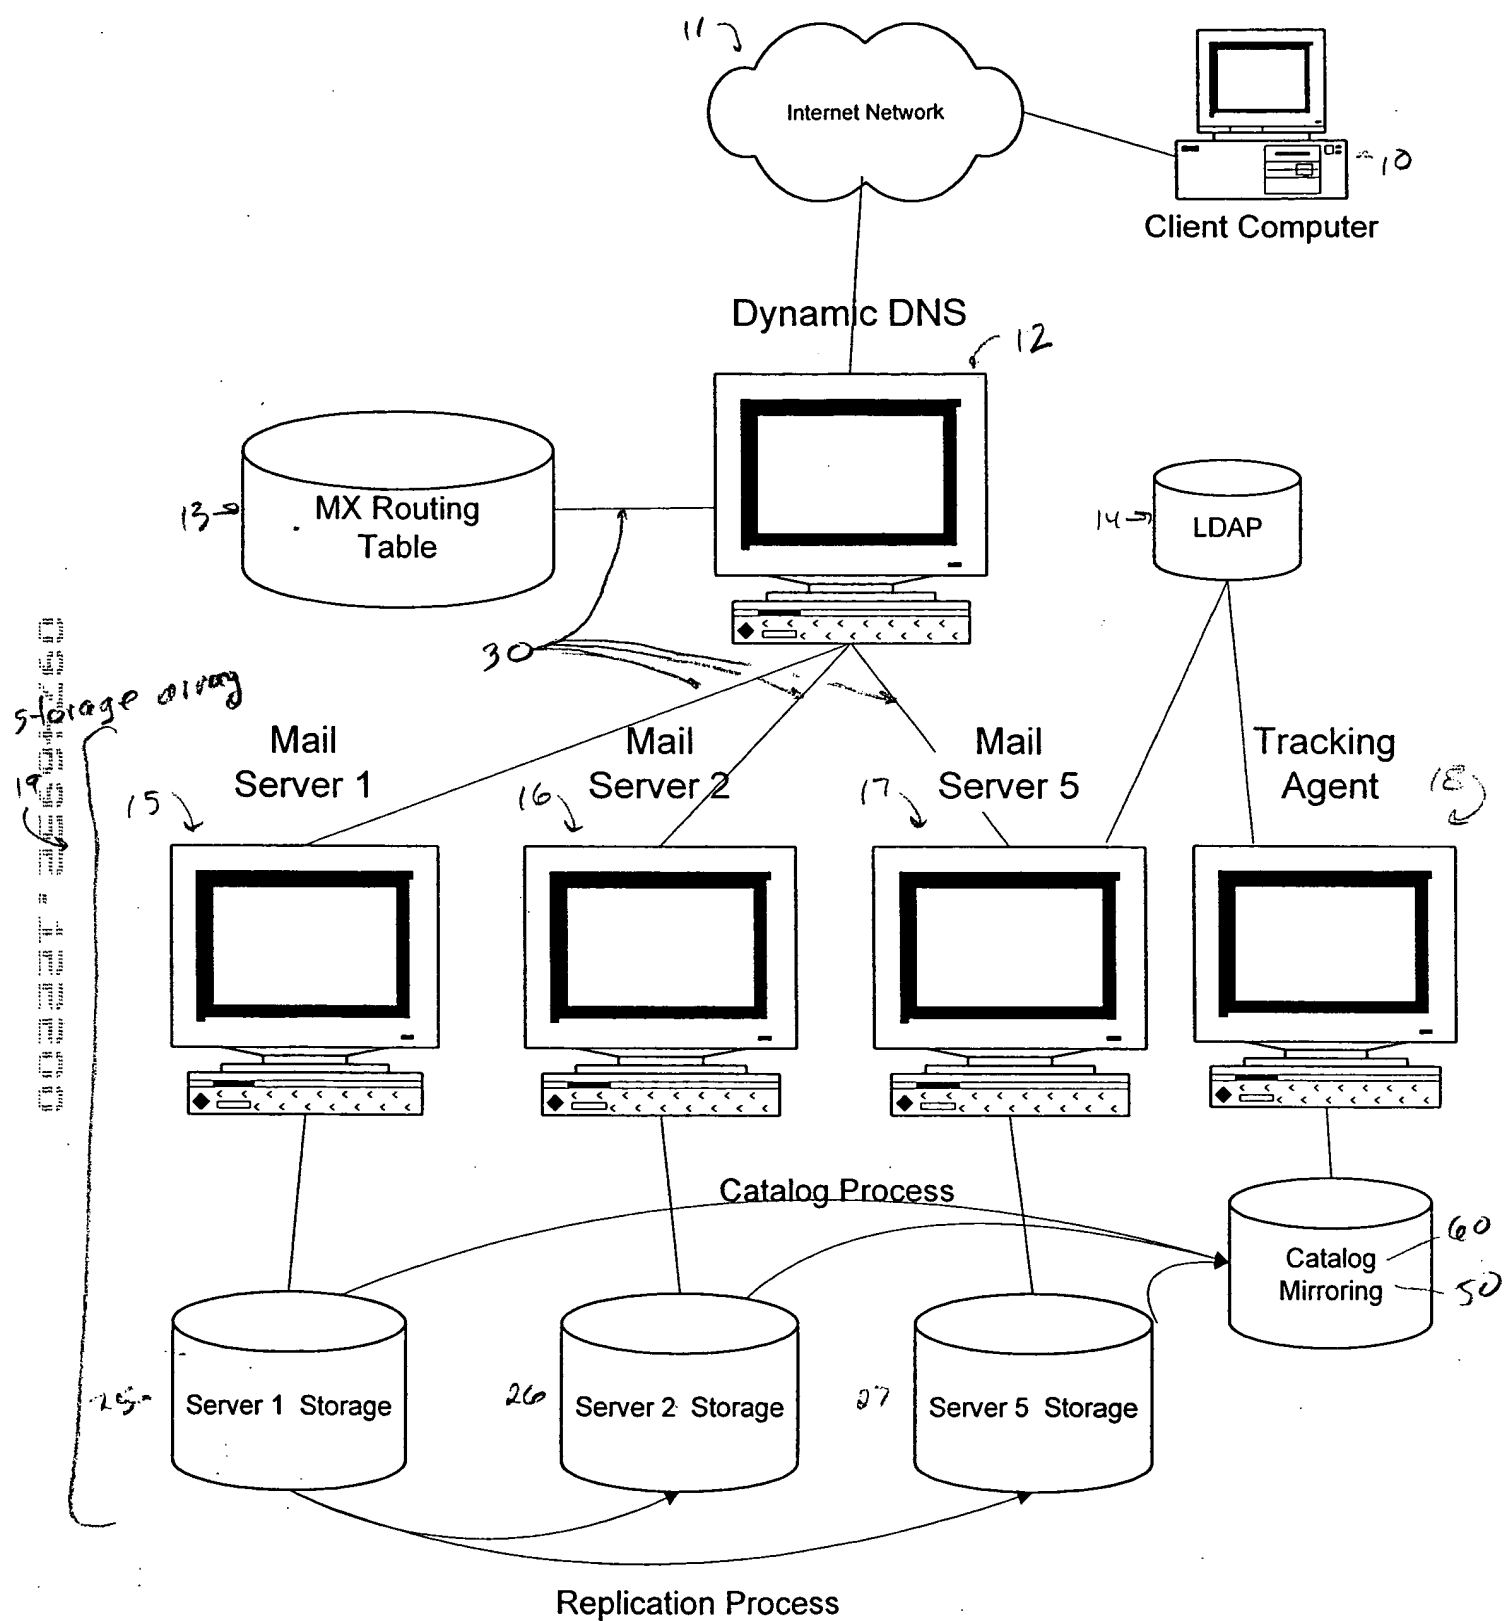 11
Internet Network
10
Client Computer
Dynamic DNS
12
13
MX Routing
Table
14
LDAP
30
storage array
Mail
Server 1
Mail
Server 2
Mail
Server 5
Tracking
Agent
19
15
16
17
18
Catalog Process
Catalog
Mirroring
60
50
25
Server 1 Storage
26
Server 2 Storage
27
Server 5 Storage
Replication Process